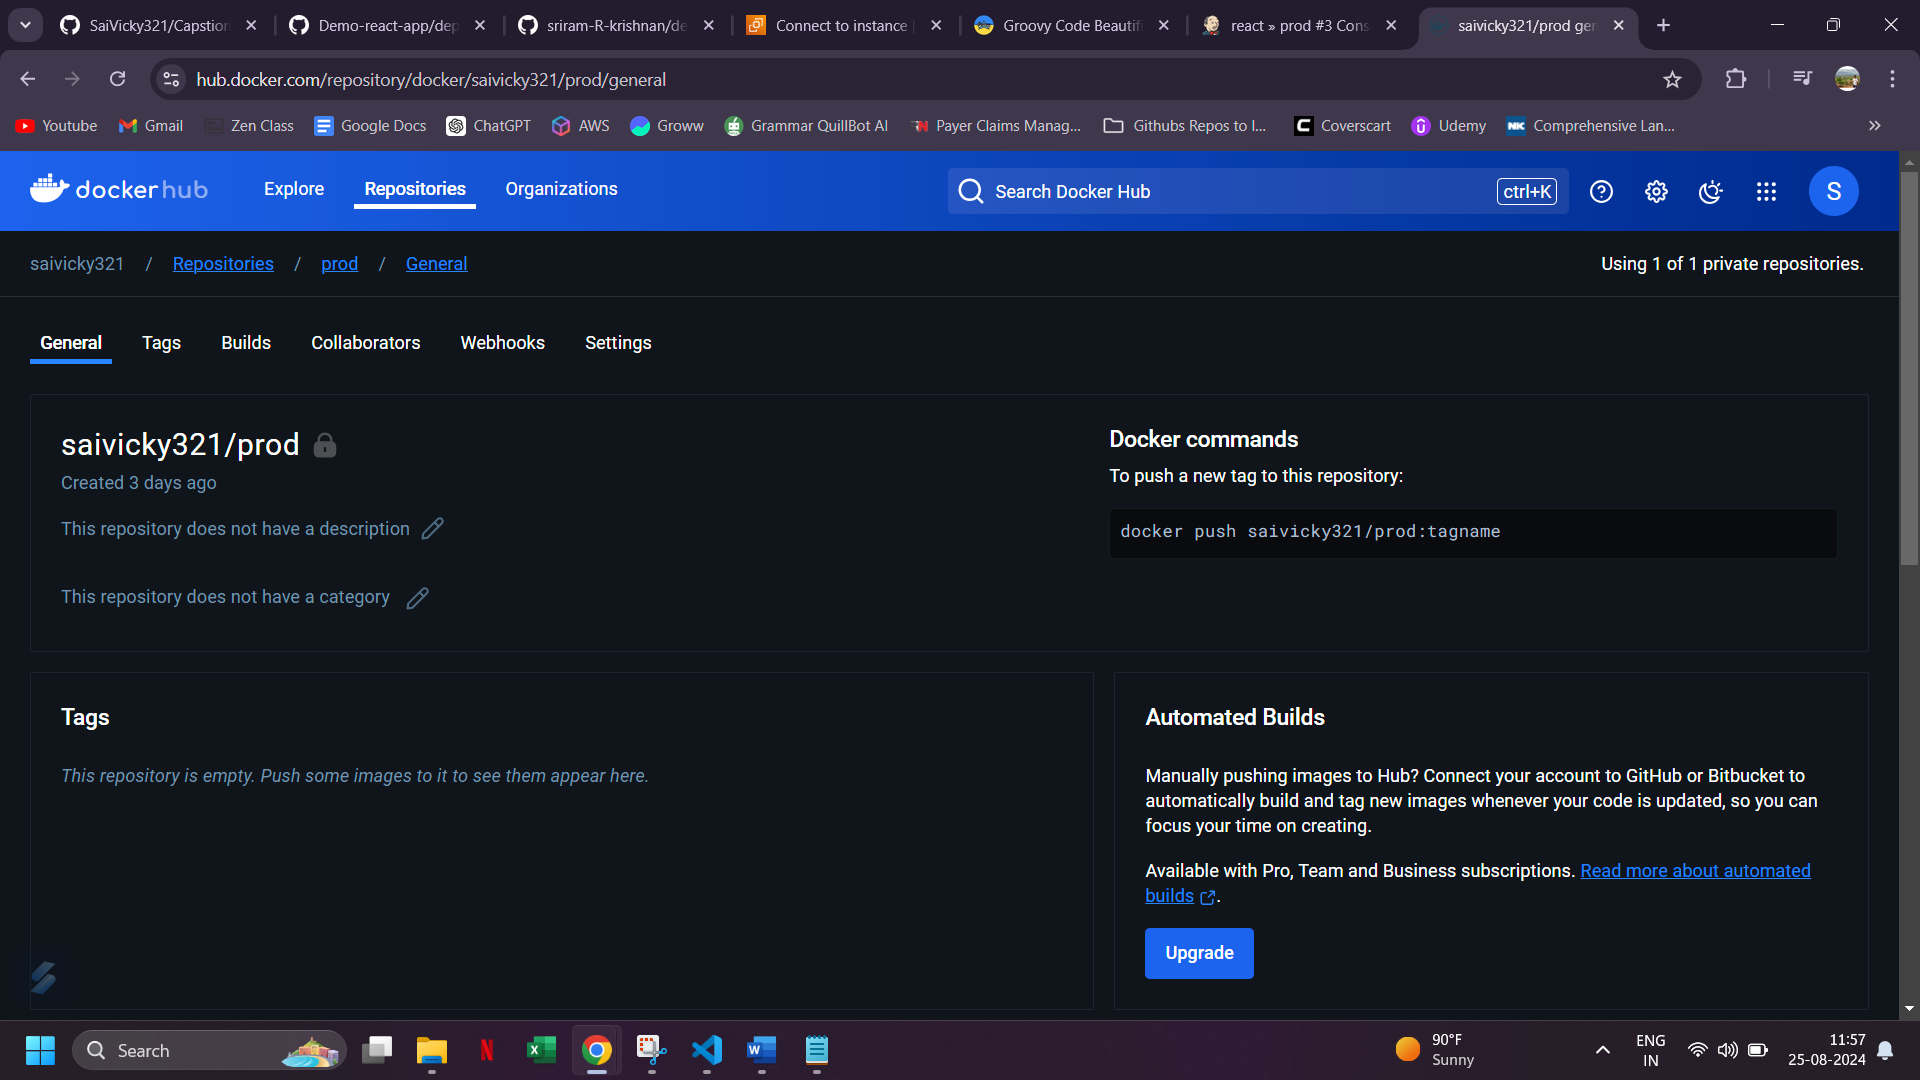 SaiVicky321/Capstion
Demo-react-app/dep
sriram-R-krishnan/de
Connect to instance
Groovy Code Beautifi
react » prod #3 Cons
saivicky321/prod gen
hub.docker.com/repository/docker/saivicky321/prod/general
Youtube
Gmail
Zen Class
Google Docs
ChatGPT
AWS
Groww
Grammar QuillBot AI
Payer Claims Manag...
Githubs Repos to l...
Coverscart
Udemy
Comprehensive Lan...
docker hub
Explore
Repositories
Organizations
Search Docker Hub
ctrl+K
S
saivicky321 / Repositories / prod / General
Using 1 of 1 private repositories.
General
Tags
Builds
Collaborators
Webhooks
Settings
saivicky321/prod
Created 3 days ago
This repository does not have a description
This repository does not have a category
Docker commands
To push a new tag to this repository:
docker push saivicky321/prod:tagname
Tags
This repository is empty. Push some images to it to see them appear here.
Automated Builds
Manually pushing images to Hub? Connect your account to GitHub or Bitbucket to
automatically build and tag new images whenever your code is updated, so you can
focus your time on creating.
Available with Pro, Team and Business subscriptions. Read more about automated
builds.
Upgrade
Search
90°F
Sunny
ENG
IN
11:57
25-08-2024